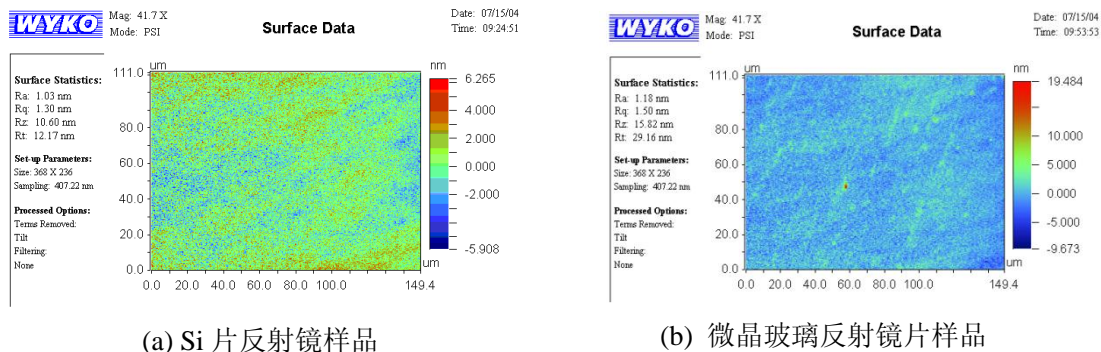 WYKO
Mag: 41.7 X
Mode: PSI
Surface Data
Date: 07/15/04
Time: 09:24:51
Surface Statistics:
Ra: 1.03 nm
Rq: 1.30 nm
Rz: 10.60 nm
Rt: 12.17 nm
Set-up Parameters:
Size: 368 X 236
Sampling: 407.22 nm
Processed Options:
Terms Removed:
Tilt
Filtering:
None
um
111.0
80.0
60.0
40.0
20.0
0.0
0.0 20.0 40.0 60.0 80.0 100.0 149.4
um
nm
6.265
4.000
2.000
0.000
-2.000
-5.908
(a) Si 片反射镜样品
WYKO
Mag: 41.7 X
Mode: PSI
Surface Data
Date: 07/15/04
Time: 09:53:53
Surface Statistics:
Ra: 1.18 nm
Rq: 1.50 nm
Rz: 15.82 nm
Rt: 29.16 nm
Set-up Parameters:
Size: 368 X 236
Sampling: 407.22 nm
Processed Options:
Terms Removed:
Tilt
Filtering:
None
um
111.0
80.0
60.0
40.0
20.0
0.0
0.0 20.0 40.0 60.0 80.0 100.0 149.4
um
nm
19.484
10.000
5.000
0.000
-5.000
-9.673
(b) 微晶玻璃反射镜片样品